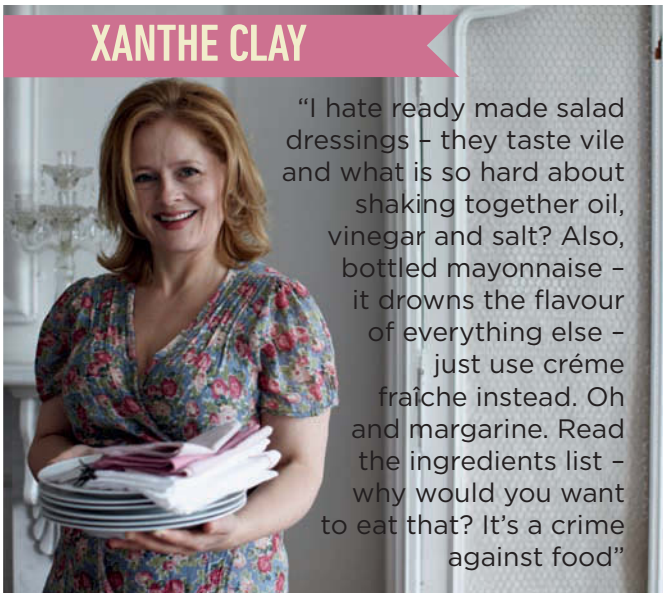 XANTHE CLAY
“I hate ready made salad
dressings – they taste vile
and what is so hard about
shaking together oil,
vinegar and salt? Also,
bottled mayonnaise –
it drowns the flavour
of everything else –
just use créme
fraîche instead. Oh
and margarine. Read
the ingredients list –
why would you want
to eat that? It’s a crime
against food”